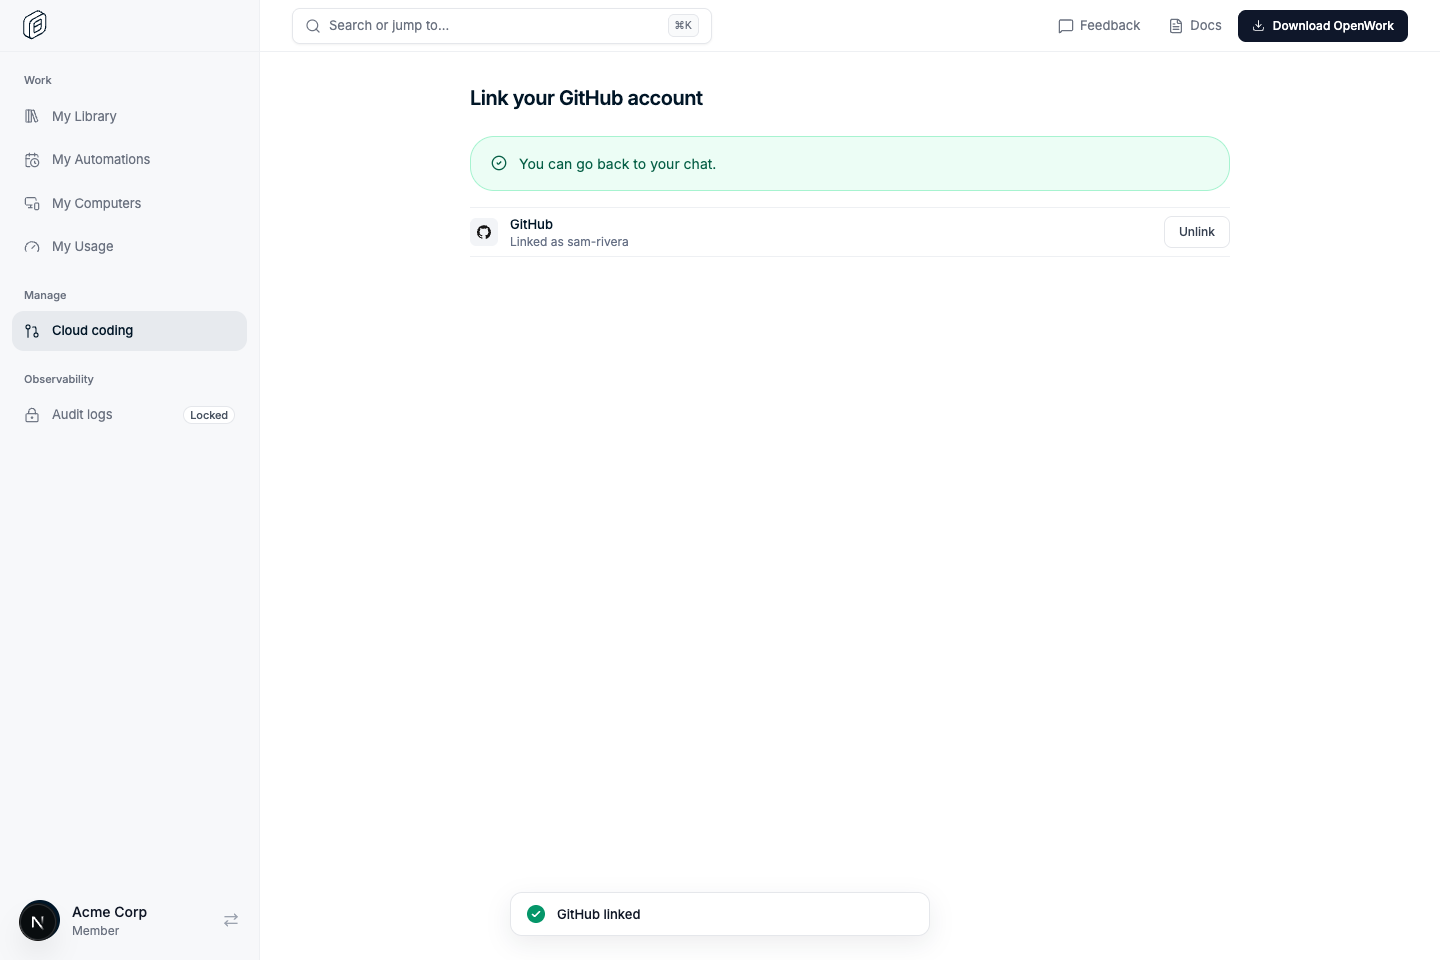 Search or jump to...
⌘K
Feedback
Docs
Download OpenWork
Work
My Library
My Automations
My Computers
My Usage
Manage
Cloud coding
Observability
Audit logs
Locked
Acme Corp
Member
N
Link your GitHub account
You can go back to your chat.
GitHub
Linked as sam-rivera
Unlink
GitHub linked